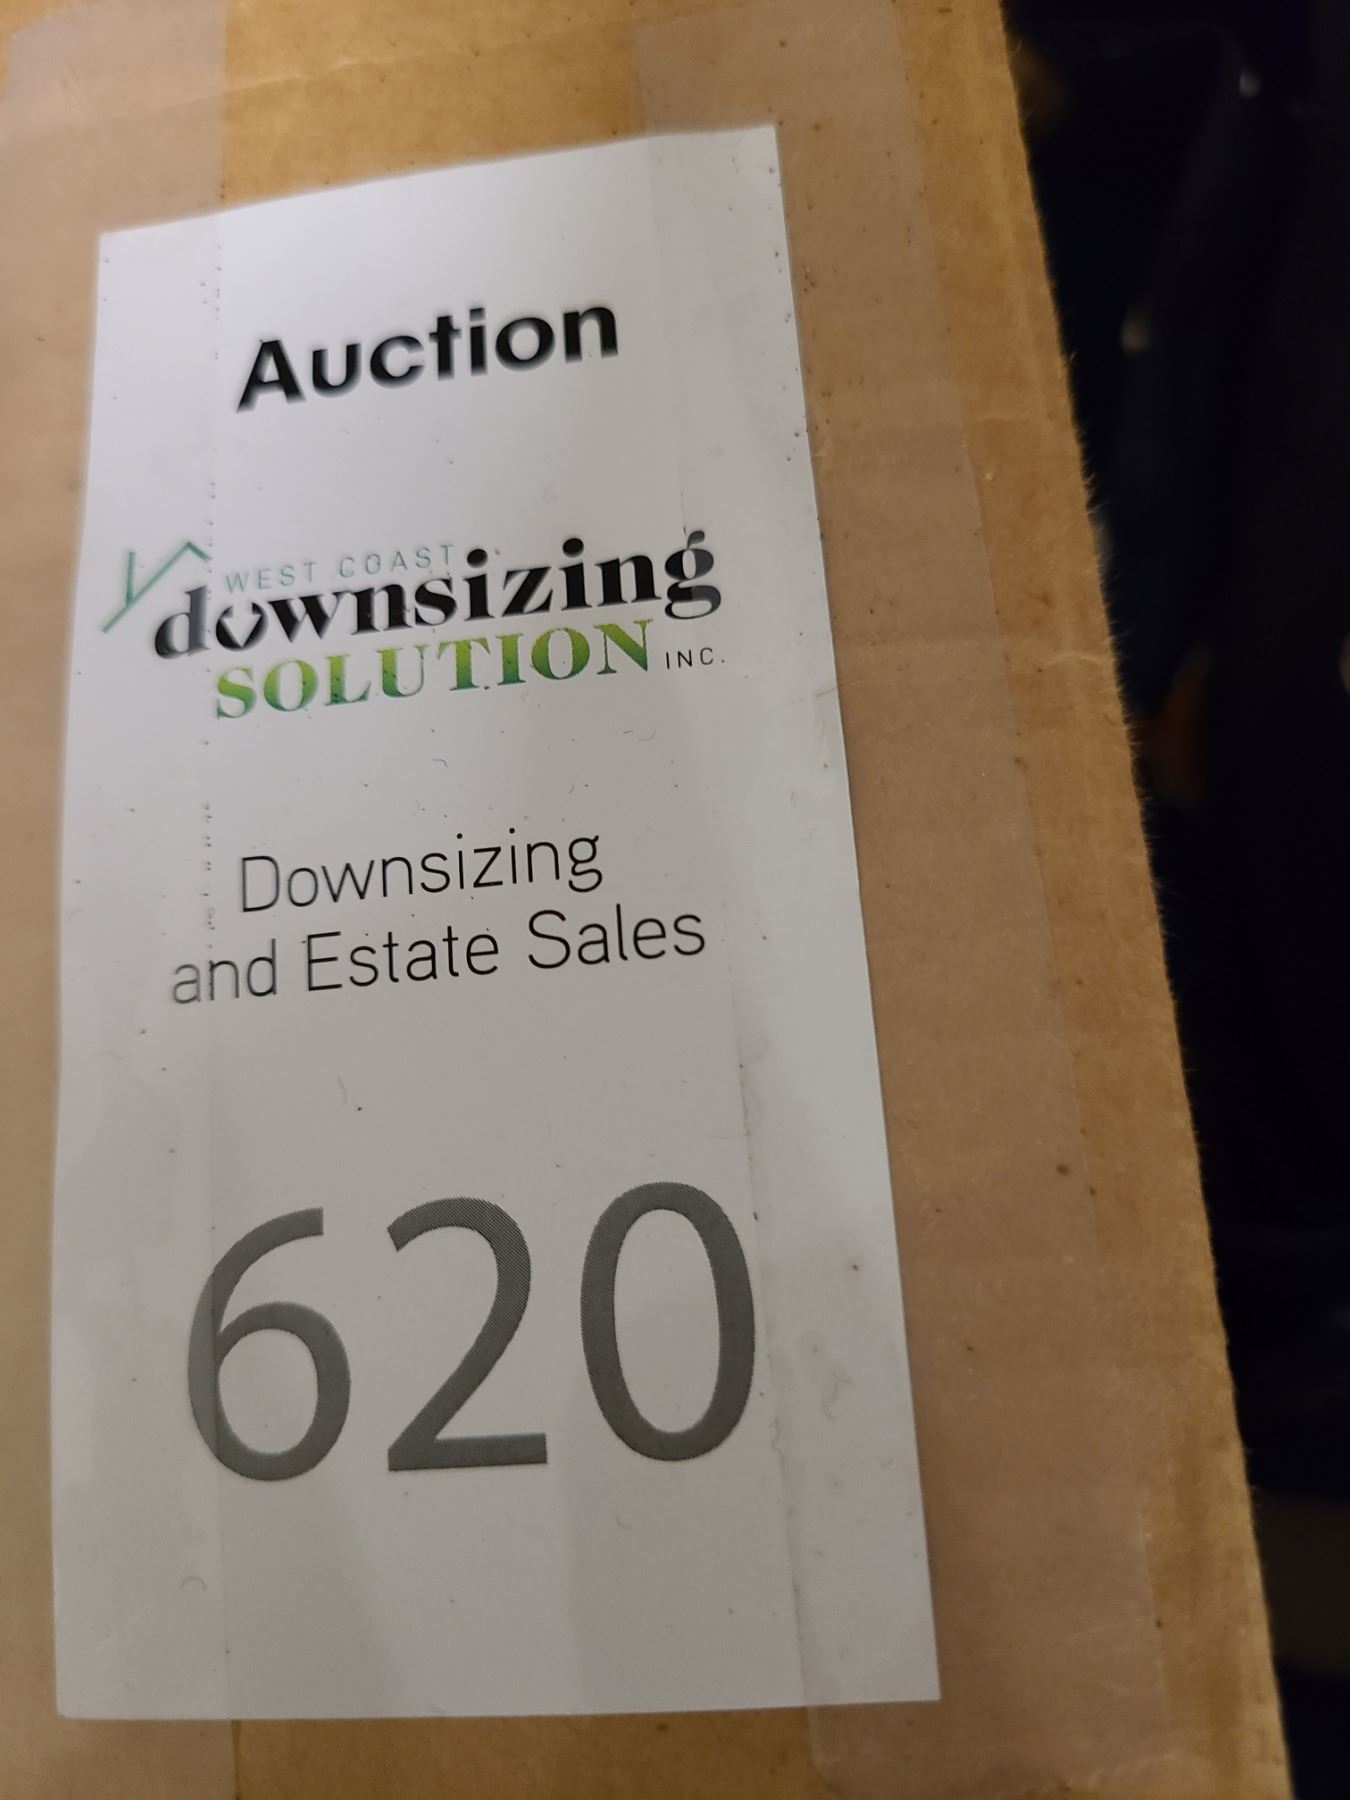 Auction
WEST COAST
downsizing
SOLUTION INC.
Downsizing
and Estate Sales
620